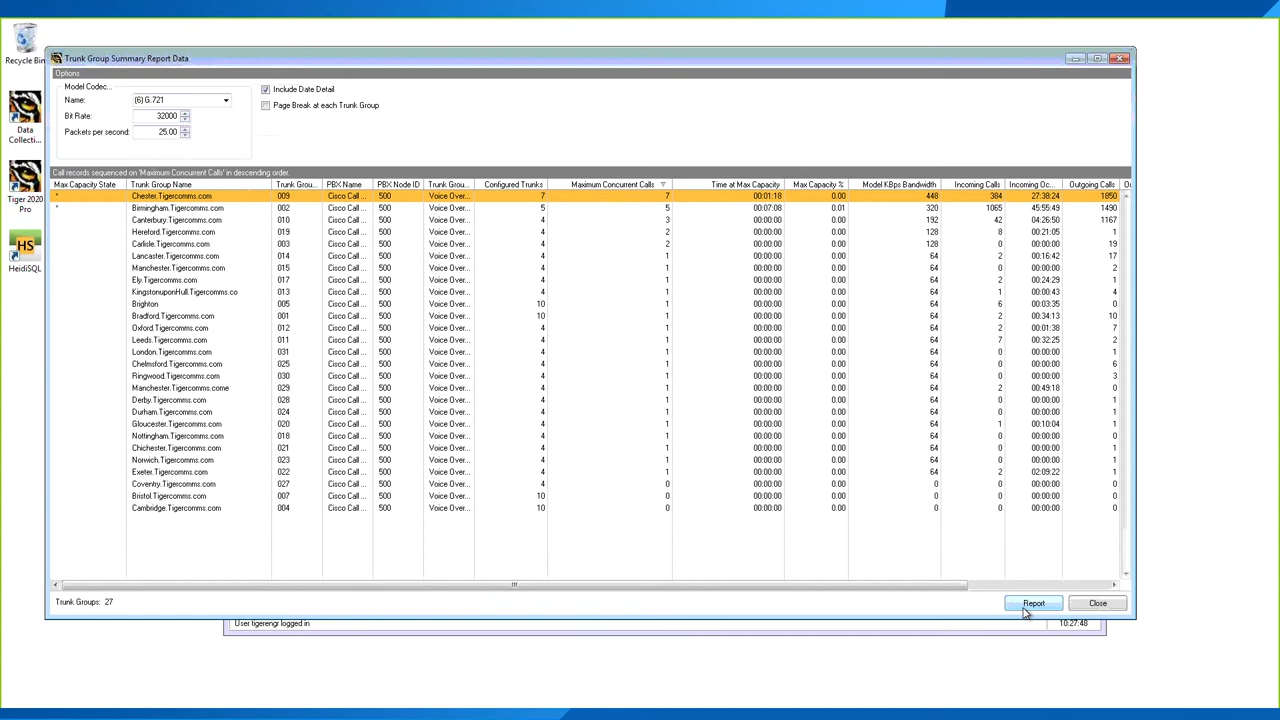 Recycle Bin
Data
Collecti...
Tiger 2020
Pro
HS
HeidiSQL
Trunk Group Summary Report Data
Options
Model Codec...
Name: (6) G.721
Bit Rate: 32000
Packets per second: 25.00
Include Date Detail
Page Break at each Trunk Group
Call records sequenced on 'Maximum Concurrent Calls' in descending order.
Max Capacity State Trunk Group Name Trunk Grou... PBX Name PBX Node ID Trunk Grou... Configured Trunks Maximum Concurrent Calls Time at Max Capacity Max Capacity % Model KBps Bandwidth Incoming Calls Incoming Oc... Outgoing Calls
* Chester.Tigercomms.com 009 Cisco Call ... 500 Voice Over... 7 7 00:01:18 0.00 448 384 27:38:24 1850
* Birmingham.Tigercomms.com 002 Cisco Call ... 500 Voice Over... 5 5 00:07:08 0.01 320 1065 45:55:49 1490
Canterbury.Tigercomms.com 010 Cisco Call ... 500 Voice Over... 4 3 00:00:00 0.00 192 42 04:26:50 1167
Hereford.Tigercomms.com 019 Cisco Call ... 500 Voice Over... 4 2 00:00:00 0.00 128 8 00:21:05 1
Carlisle.Tigercomms.com 003 Cisco Call ... 500 Voice Over... 4 2 00:00:00 0.00 128 0 00:00:00 19
Lancaster.Tigercomms.com 014 Cisco Call ... 500 Voice Over... 4 1 00:00:00 0.00 64 2 00:16:42 17
Manchester.Tigercomms.com 015 Cisco Call ... 500 Voice Over... 4 1 00:00:00 0.00 64 0 00:00:00 2
Ely.Tigercomms.com 017 Cisco Call ... 500 Voice Over... 4 1 00:00:00 0.00 64 2 00:24:29 1
KingstonuponHull.Tigercomms.co 013 Cisco Call ... 500 Voice Over... 4 1 00:00:00 0.00 64 1 00:00:43 4
Brighton 005 Cisco Call ... 500 Voice Over... 10 1 00:00:00 0.00 64 6 00:03:35 0
Bradford.Tigercomms.com 001 Cisco Call ... 500 Voice Over... 10 1 00:00:00 0.00 64 2 00:34:13 10
Oxford.Tigercomms.com 012 Cisco Call ... 500 Voice Over... 4 1 00:00:00 0.00 64 2 00:01:38 7
Leeds.Tigercomms.com 011 Cisco Call ... 500 Voice Over... 4 1 00:00:00 0.00 64 7 00:32:25 2
London.Tigercomms.com 031 Cisco Call ... 500 Voice Over... 4 1 00:00:00 0.00 64 0 00:00:00 1
Chelmsford.Tigercomms.com 025 Cisco Call ... 500 Voice Over... 4 1 00:00:00 0.00 64 0 00:00:00 6
Ringwood.Tigercomms.com 030 Cisco Call ... 500 Voice Over... 4 1 00:00:00 0.00 64 0 00:00:00 3
Manchester.Tigercomms.come 029 Cisco Call ... 500 Voice Over... 4 1 00:00:00 0.00 64 2 00:49:18 0
Derby.Tigercomms.com 028 Cisco Call ... 500 Voice Over... 4 1 00:00:00 0.00 64 0 00:00:00 1
Durham.Tigercomms.com 024 Cisco Call ... 500 Voice Over... 4 1 00:00:00 0.00 64 0 00:00:00 1
Gloucester.Tigercomms.com 020 Cisco Call ... 500 Voice Over... 4 1 00:00:00 0.00 64 1 00:10:04 1
Nottingham.Tigercomms.com 018 Cisco Call ... 500 Voice Over... 4 1 00:00:00 0.00 64 0 00:00:00 0
Chichester.Tigercomms.com 021 Cisco Call ... 500 Voice Over... 4 1 00:00:00 0.00 64 0 00:00:00 1
Norwich.Tigercomms.com 023 Cisco Call ... 500 Voice Over... 4 1 00:00:00 0.00 64 0 00:00:00 1
Exeter.Tigercomms.com 022 Cisco Call ... 500 Voice Over... 4 1 00:00:00 0.00 64 2 02:09:22 1
Coventry.Tigercomms.com 027 Cisco Call ... 500 Voice Over... 4 0 00:00:00 0.00 0 0 00:00:00 0
Bristol.Tigercomms.com 007 Cisco Call ... 500 Voice Over... 10 0 00:00:00 0.00 0 0 00:00:00 0
Cambridge.Tigercomms.com 004 Cisco Call ... 500 Voice Over... 10 0 00:00:00 0.00 0 0 00:00:00 0
Trunk Groups: 27
Report
Close
User tigerengr logged in 10:27:48